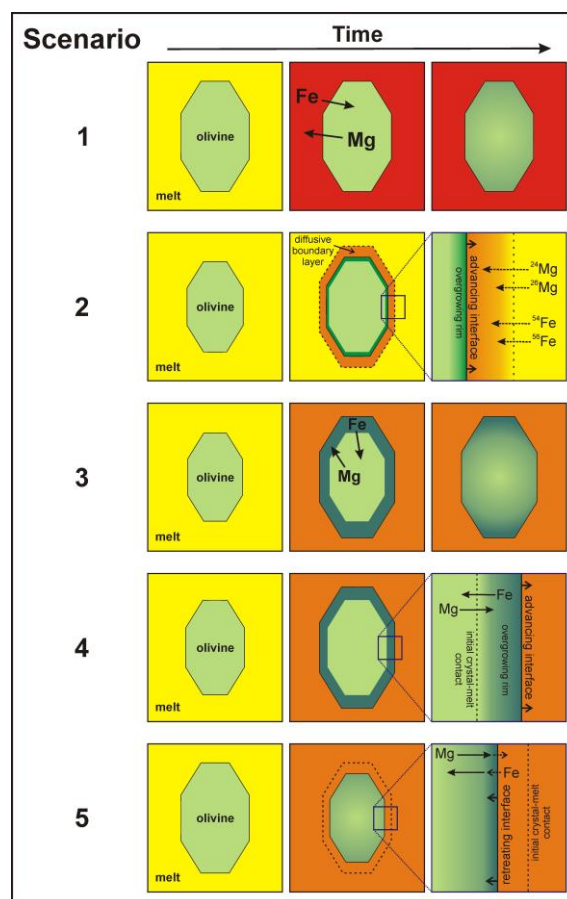 Scenario
Time
1
olivine
melt
Fe
Mg
2
olivine
melt
diffusive
boundary
layer
overgrowing rim
advancing interface
²⁴Mg
²⁶Mg
⁵⁴Fe
⁵⁶Fe
3
olivine
melt
Fe
Mg
4
olivine
melt
Fe
Mg
initial crystal-melt
contact
overgrowing rim
advancing interface
5
olivine
melt
Mg
Fe
retreating interface
initial crystal-melt
contact